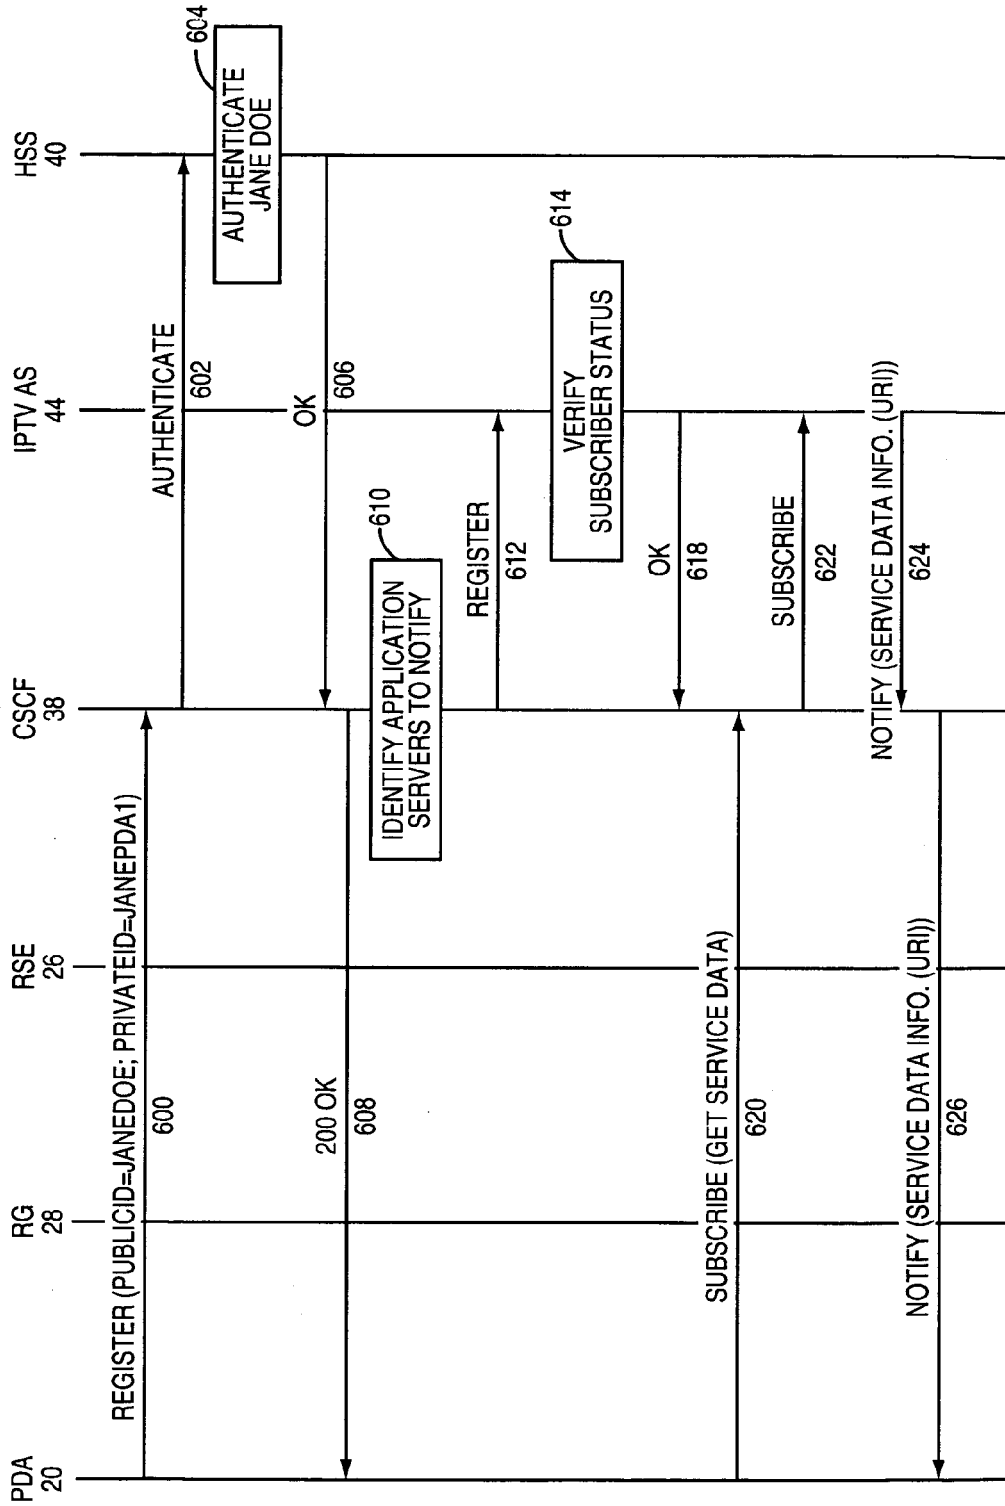 PDA
20
RG
28
RSE
26
CSCF
38
IPTV AS
44
HSS
40
REGISTER (PUBLICID=JANEDOE; PRIVATEID=JANEPDA1)
600
AUTHENTICATE
602
604
AUTHENTICATE
JANE DOE
OK
606
200 OK
608
610
IDENTIFY APPLICATION
SERVERS TO NOTIFY
REGISTER
612
614
VERIFY
SUBSCRIBER STATUS
OK
618
SUBSCRIBE (GET SERVICE DATA)
620
SUBSCRIBE
622
NOTIFY (SERVICE DATA INFO. (URI))
624
NOTIFY (SERVICE DATA INFO. (URI))
626